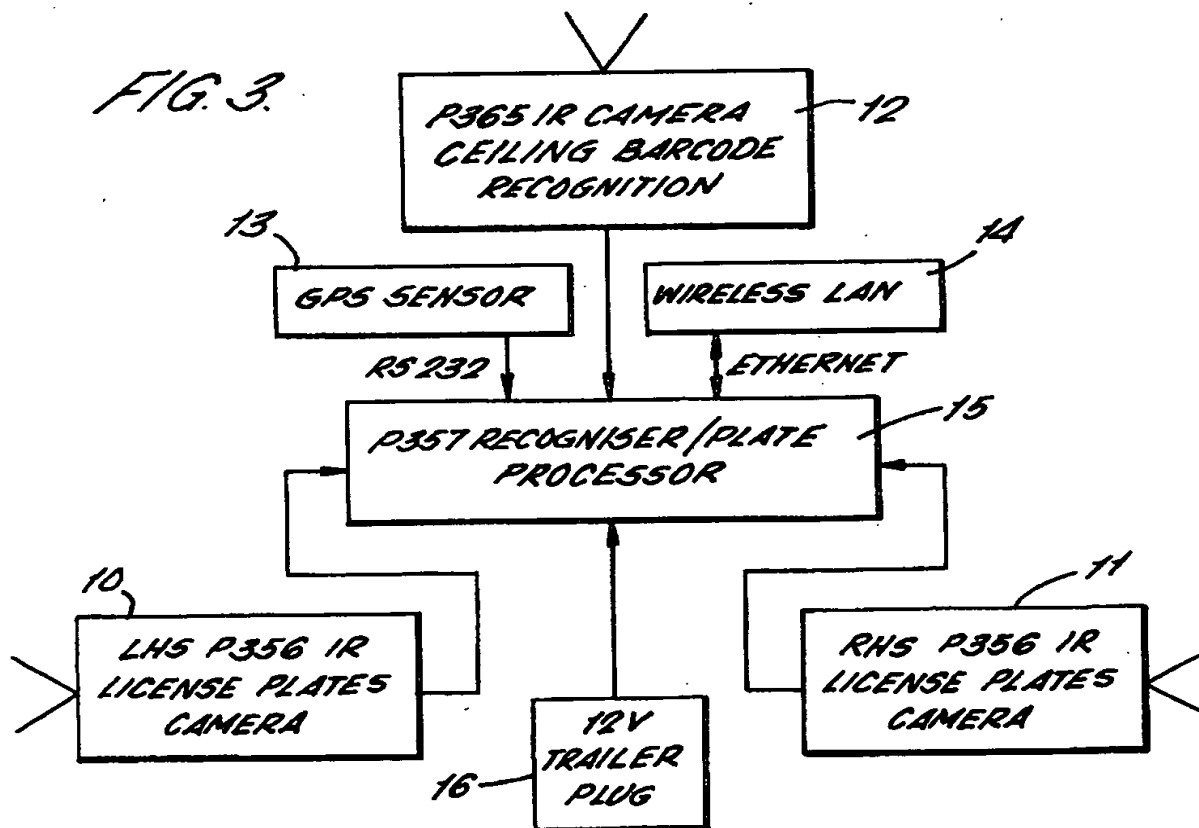 FIG. 3.
P365 IR CAMERA
CEILING BARCODE
RECOGNITION
12
13
GPS SENSOR
14
WIRELESS LAN
RS232
ETHERNET
P357 RECOGNISER/PLATE
PROCESSOR
15
10
LHS P356 IR
LICENSE PLATES
CAMERA
11
RHS P356 IR
LICENSE PLATES
CAMERA
12V
TRAILER
PLUG
16